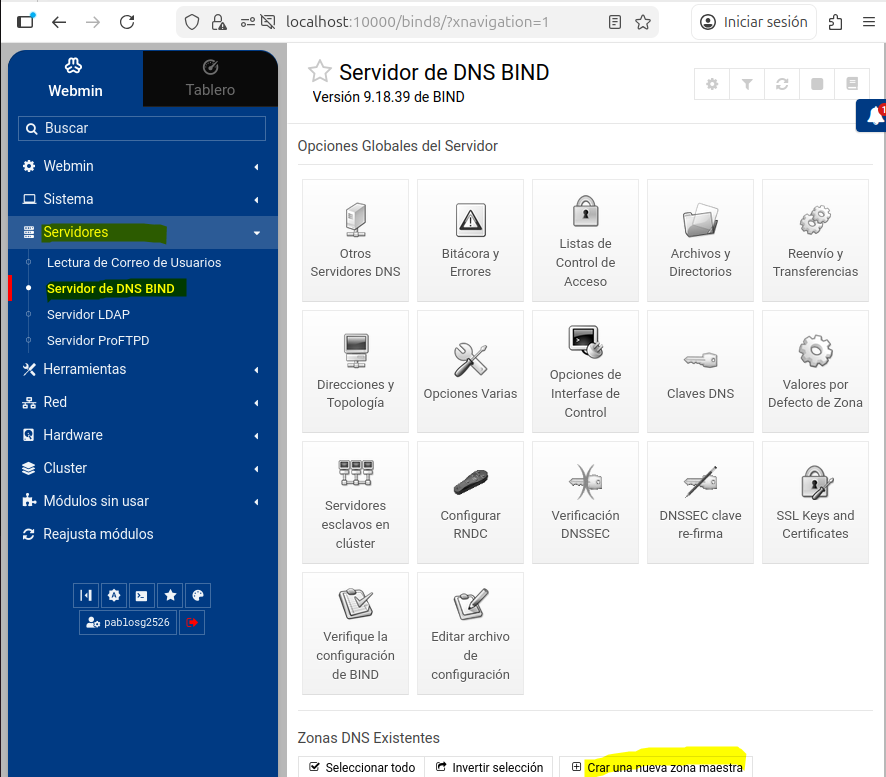 localhost:10000/bind8/?xnavigation=1
Iniciar sesión
Webmin
Tablero
Buscar
Webmin
Sistema
Servidores
Lectura de Correo de Usuarios
Servidor de DNS BIND
Servidor LDAP
Servidor ProFTPD
Herramientas
Red
Hardware
Cluster
Módulos sin usar
Reajusta módulos
pablosg2526
Servidor de DNS BIND
Versión 9.18.39 de BIND
1
Opciones Globales del Servidor
Otros
Servidores DNS
Bitácora y
Errores
Listas de
Control de
Acceso
Archivos y
Directorios
Reenvío y
Transferencias
Direcciones y
Topología
Opciones Varias
Opciones de
Interfase de
Control
Claves DNS
Valores por
Defecto de Zona
Servidores
esclavos en
clúster
Configurar
RNDC
Verificación
DNSSEC
DNSSEC clave
re-firma
SSL Keys and
Certificates
Verifique la
configuración
de BIND
Editar archivo
de
configuración
Zonas DNS Existentes
Seleccionar todo
Invertir selección
Crar una nueva zona maestra